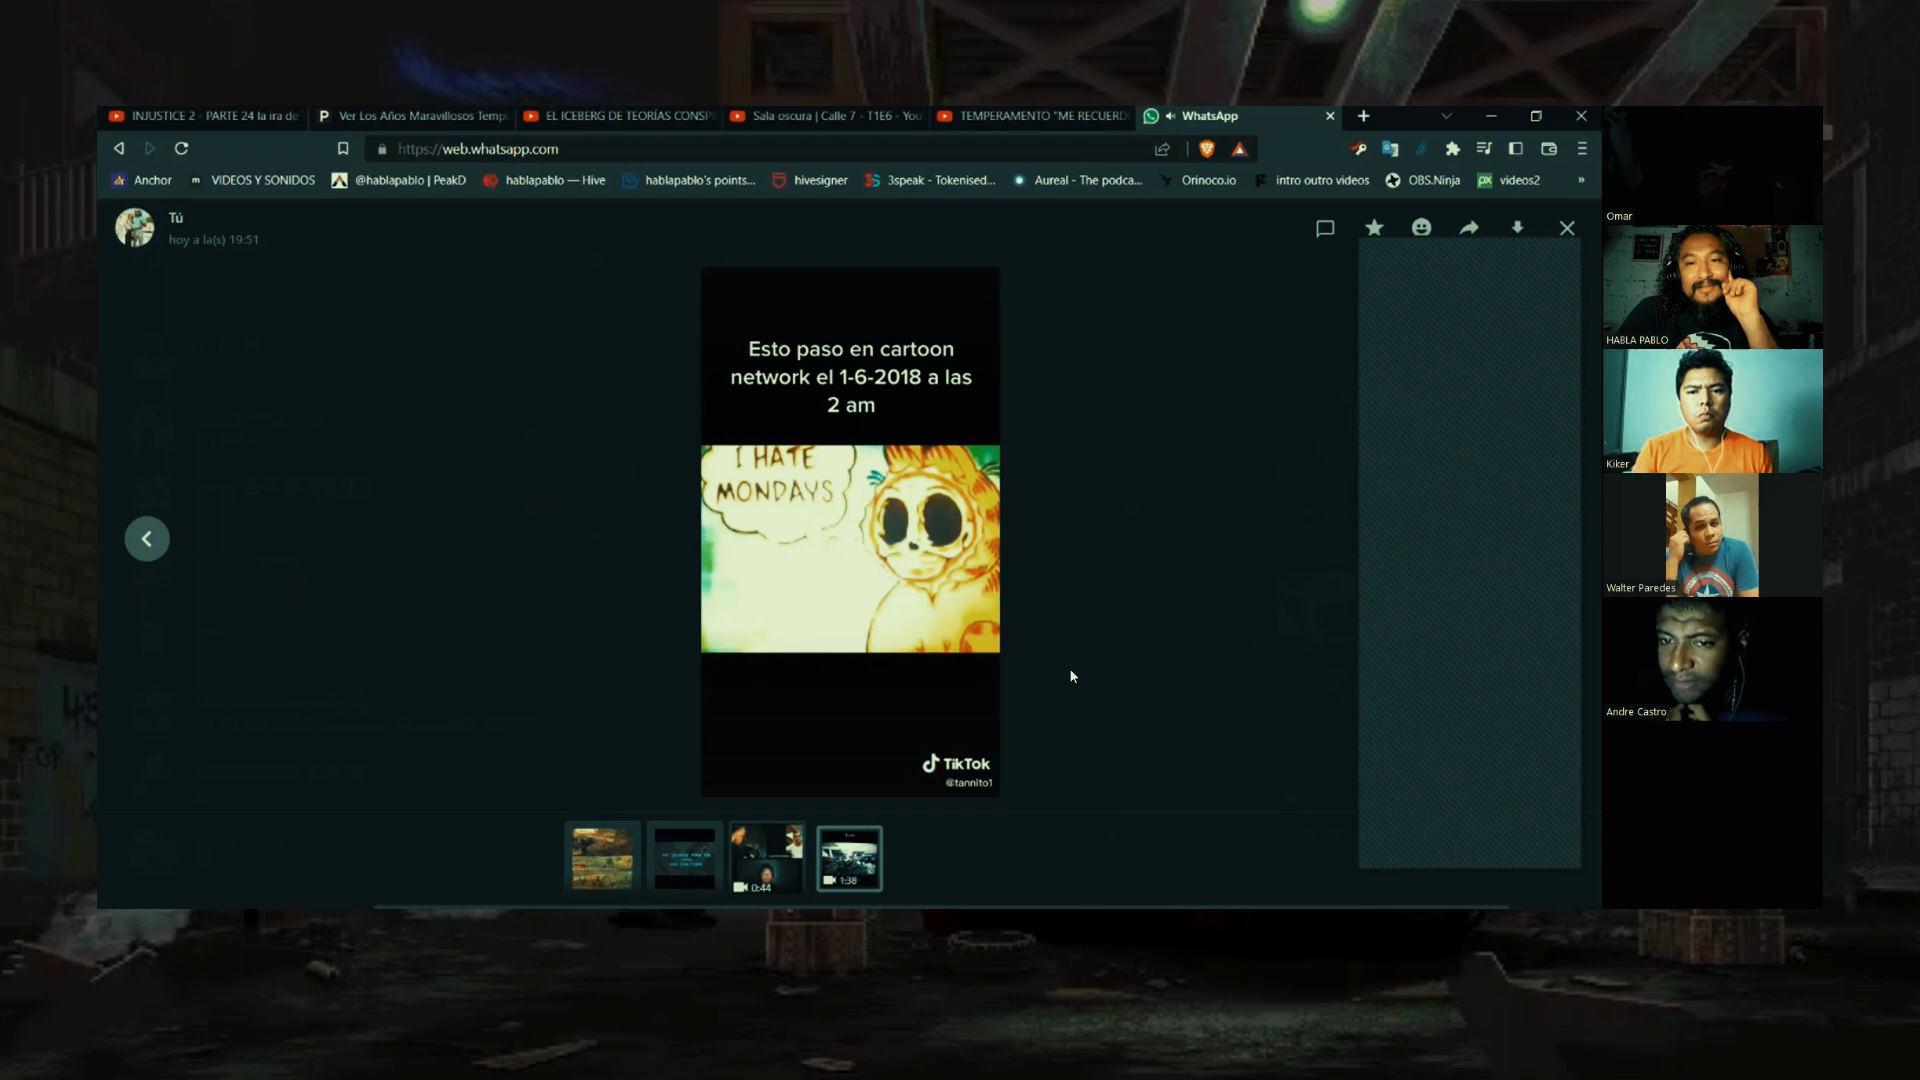 INJUSTICE 2 - PARTE 24 la ira de
Ver Los Años Maravillosos Temp
EL ICEBERG DE TEORÍAS CONSPI
Sala oscura | Calle 7 - T1E6 - You
TEMPERAMENTO "ME RECUERD
WhatsApp
https://web.whatsapp.com
Anchor
VIDEOS Y SONIDOS
@hablapablo | PeakD
hablapablo — Hive
hablapablo's points...
hivesigner
3speak - Tokenised...
Aureal - The podca...
Orinoco.io
intro outro videos
OBS.Ninja
px videos2
»
Tú
hoy a la(s) 19:51
Esto paso en cartoon
network el 1-6-2018 a las
2 am
I HATE
MONDAYS
TikTok
@tannito1
0:44
1:38
Omar
HABLA PABLO
Kiker
Walter Paredes
Andre Castro